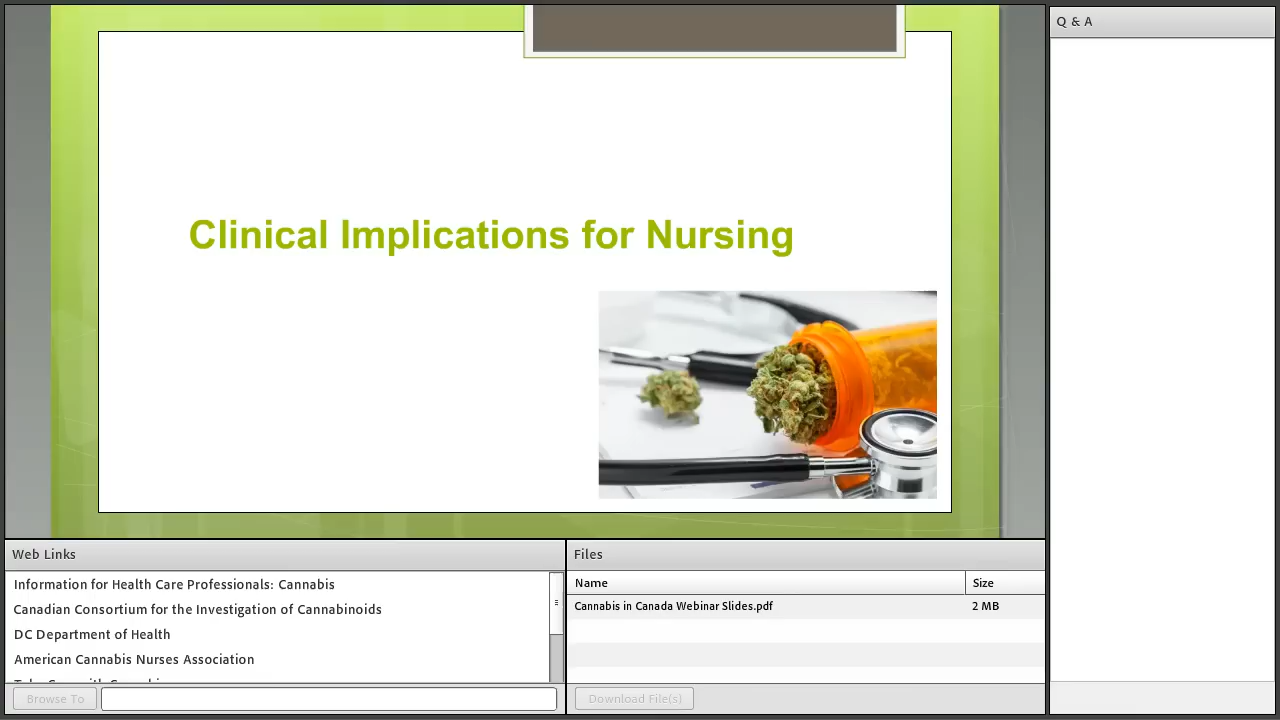 Q & A
Clinical Implications for Nursing
Web Links
Information for Health Care Professionals: Cannabis
Canadian Consortium for the Investigation of Cannabinoids
DC Department of Health
American Cannabis Nurses Association
Browse To
Files
Name Size
Cannabis in Canada Webinar Slides.pdf 2 MB
Download File(s)